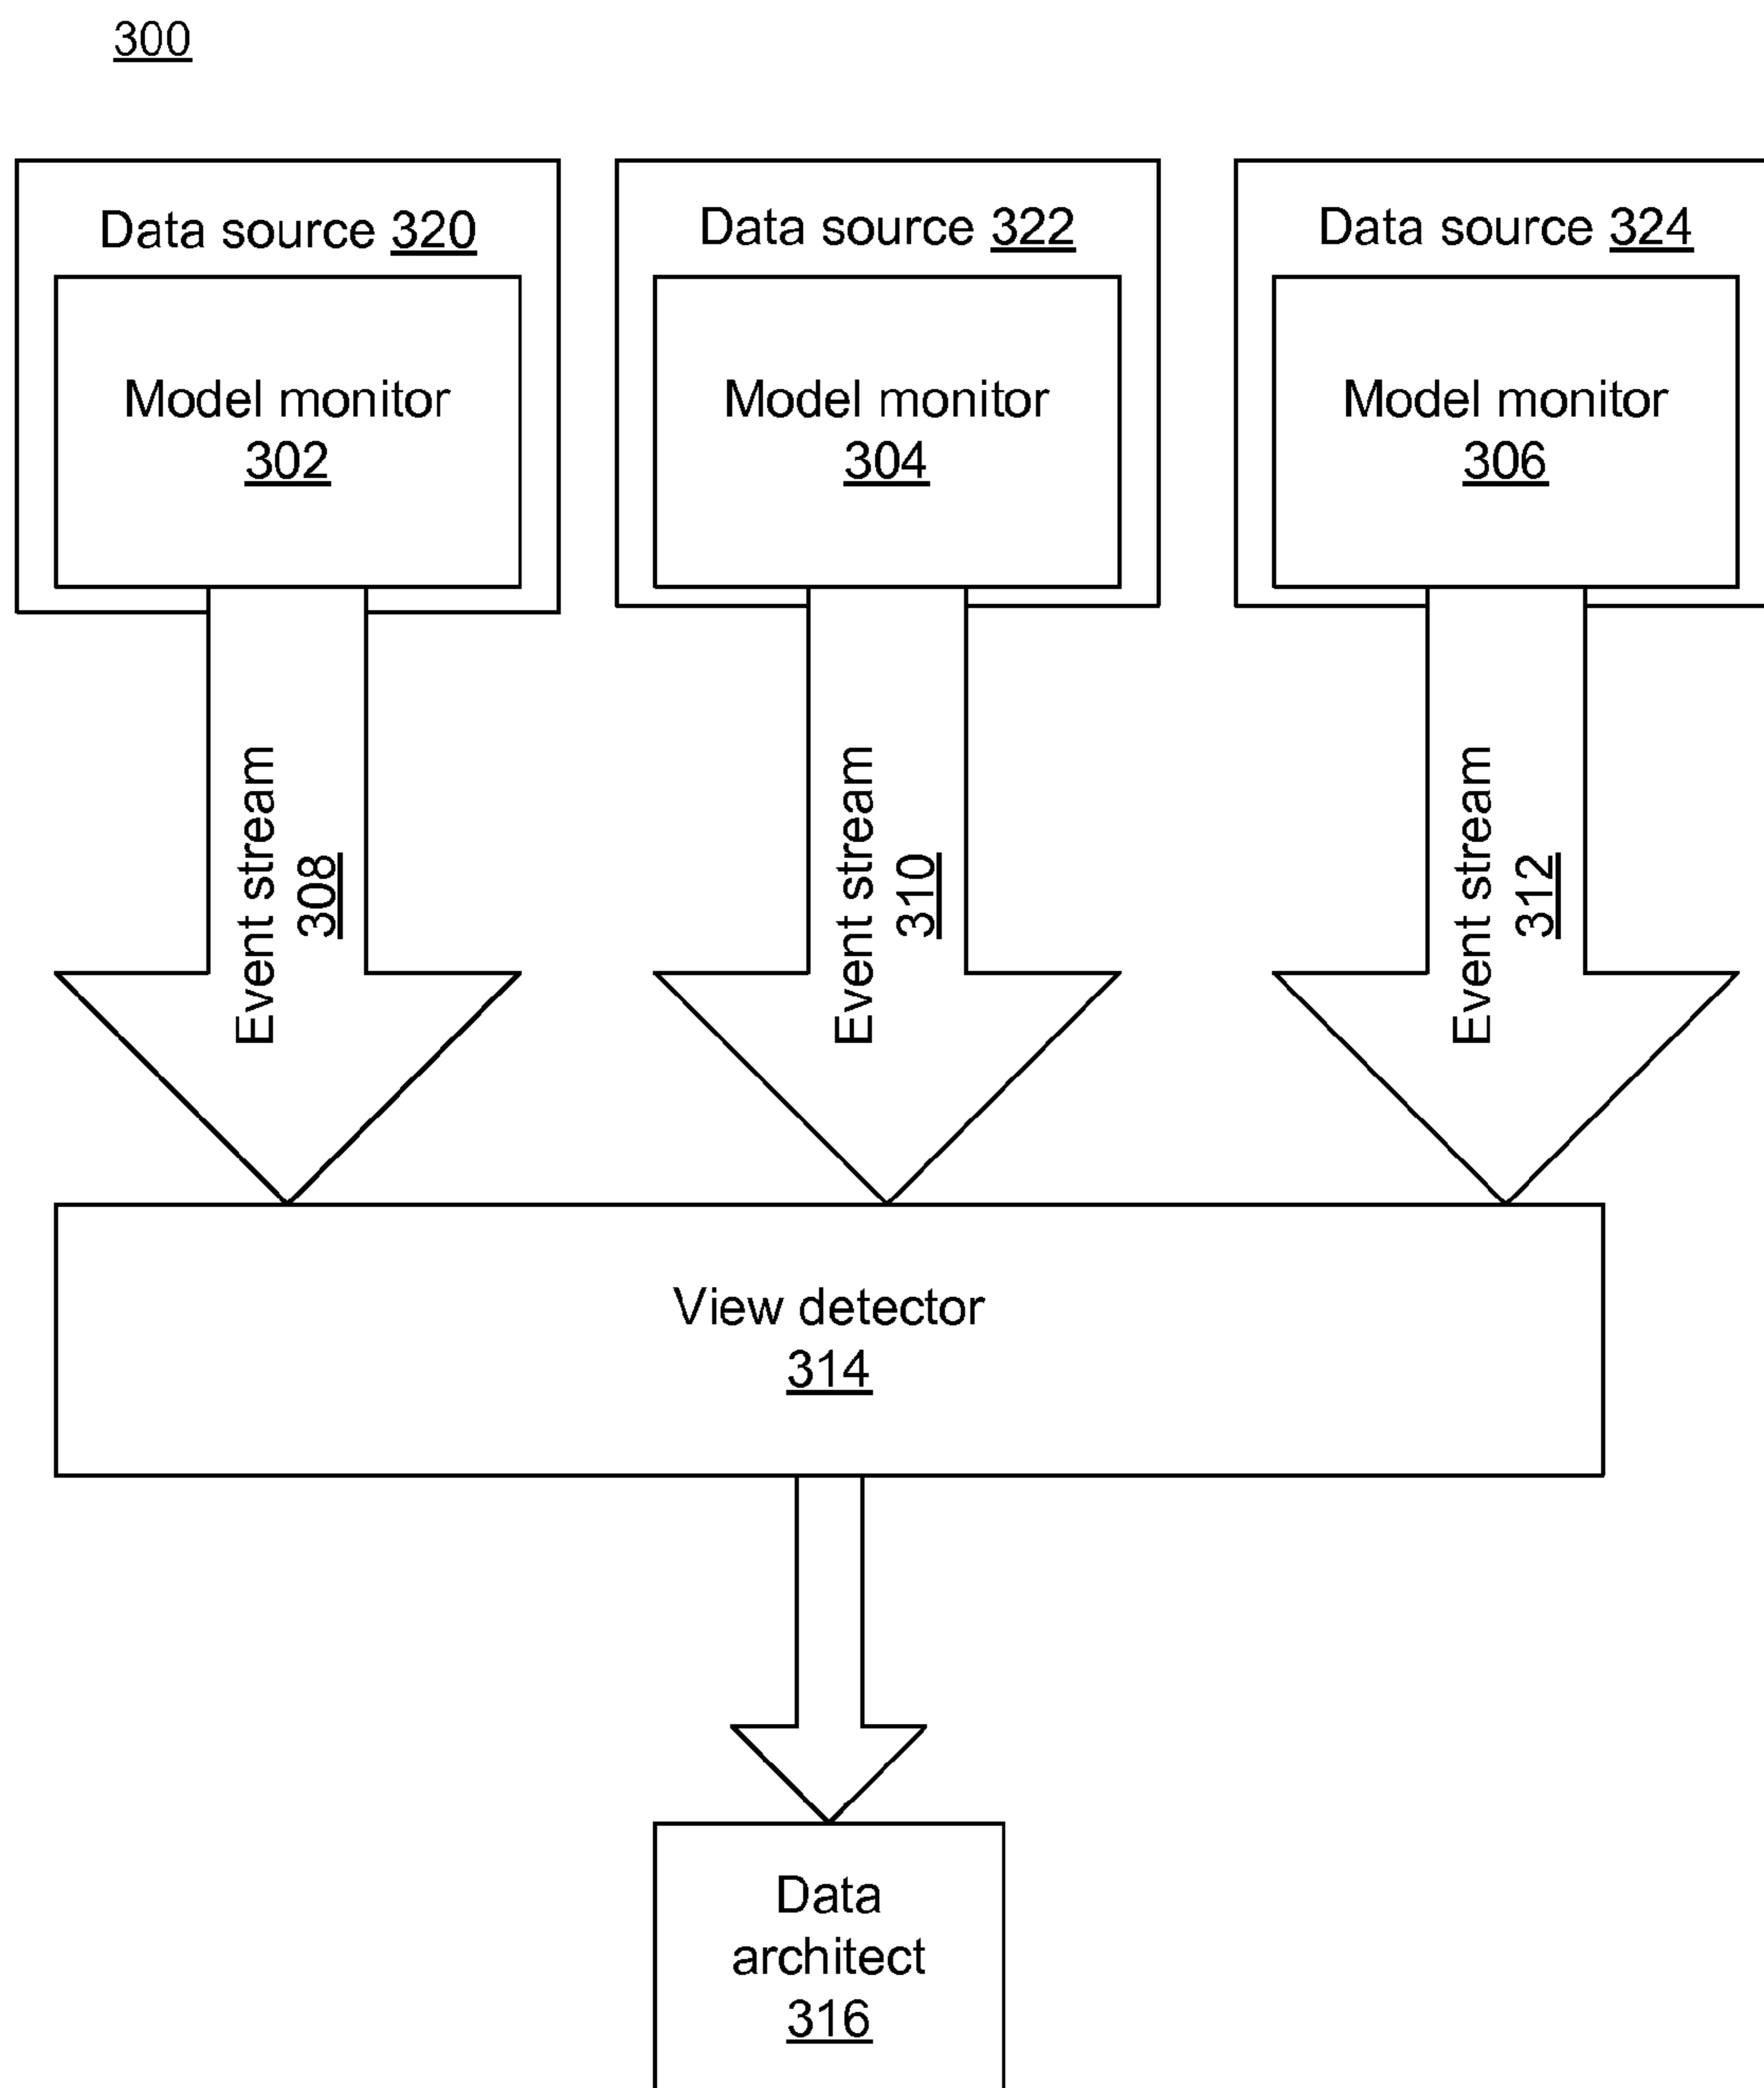 300
Data source 320
Model monitor
302
Data source 322
Model monitor
304
Data source 324
Model monitor
306
Event stream
308
Event stream
310
Event stream
312
View detector
314
Data
architect
316